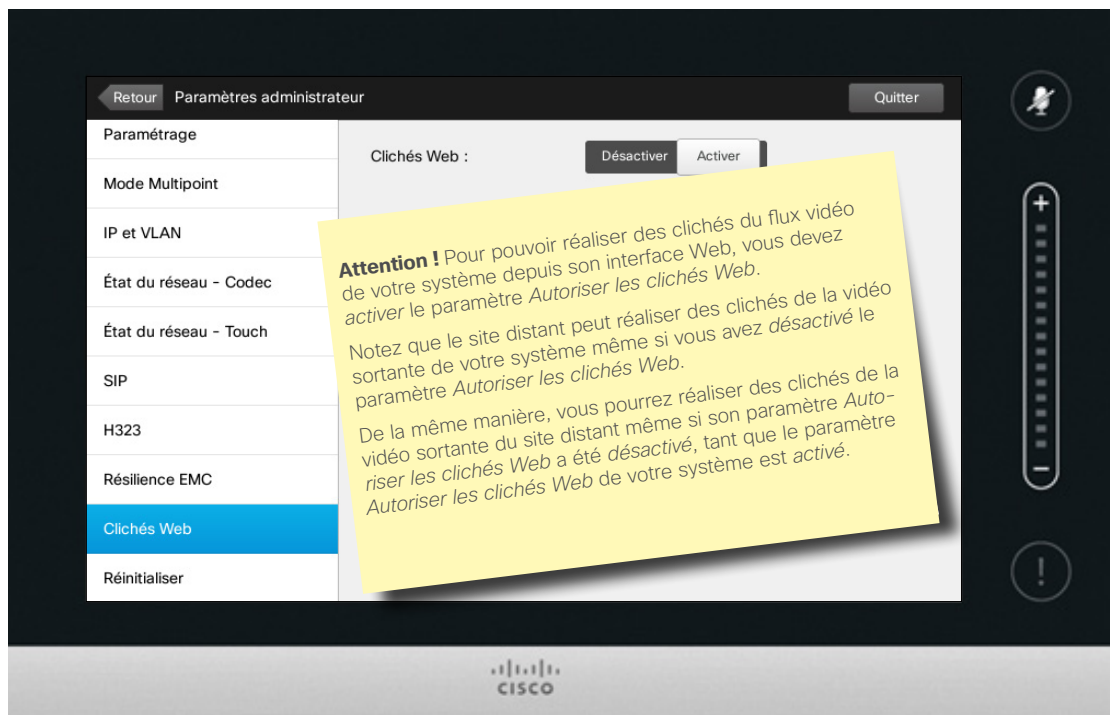 Retour Paramètres administrateur Quitter
Paramétrage
Clichés Web : Désactiver Activer
Mode Multipoint
IP et VLAN
État du réseau - Codec
État du réseau - Touch
SIP
H323
Résilience EMC
Clichés Web
Réinitialiser
Attention ! Pour pouvoir réaliser des clichés du flux vidéo
de votre système depuis son interface Web, vous devez
activer le paramètre Autoriser les clichés Web.
Notez que le site distant peut réaliser des clichés de la vidéo
sortante de votre système même si vous avez désactivé le
paramètre Autoriser les clichés Web.
De la même manière, vous pourrez réaliser des clichés de la
vidéo sortante du site distant même si son paramètre Auto-
riser les clichés Web a été désactivé, tant que le paramètre
Autoriser les clichés Web de votre système est activé.
+
–
!
CISCO